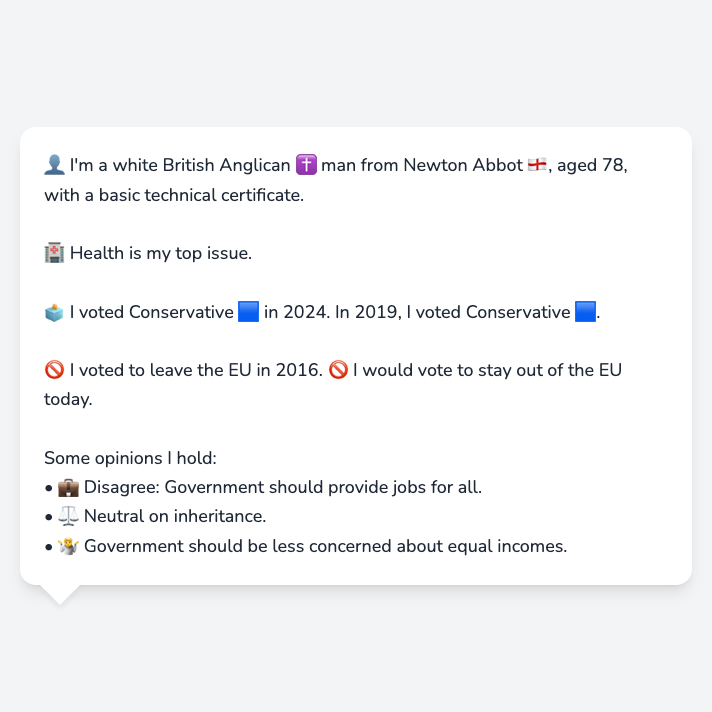 👤 I'm a white British Anglican ✝️ man from Newton Abbot 🏴󠁧󠁢󠁥󠁮󠁧󠁿, aged 78,
with a basic technical certificate.
🏥 Health is my top issue.
🗳️ I voted Conservative 🟦 in 2024. In 2019, I voted Conservative 🟦.
🚫 I voted to leave the EU in 2016. 🚫 I would vote to stay out of the EU
today.
Some opinions I hold:
• 💼 Disagree: Government should provide jobs for all.
• ⚖️ Neutral on inheritance.
• 🤷 Government should be less concerned about equal incomes.